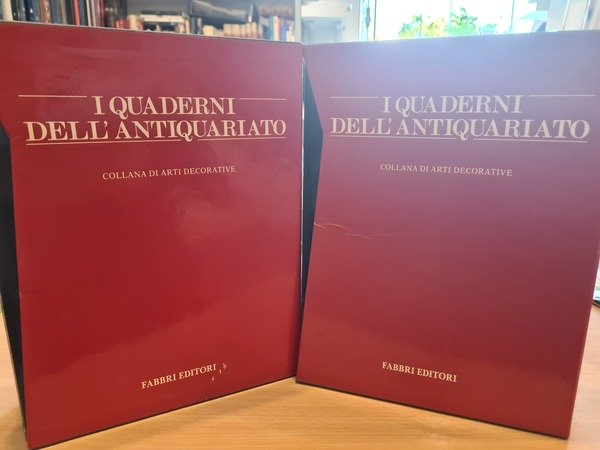 I QUADERNI
DELL'ANTIQUARIATO
COLLANA DI ARTI DECORATIVE
FABBRI EDITORI
I QUADERNI
DELL'ANTIQUARIATO
COLLANA DI ARTI DECORATIVE
FABBRI EDITORI